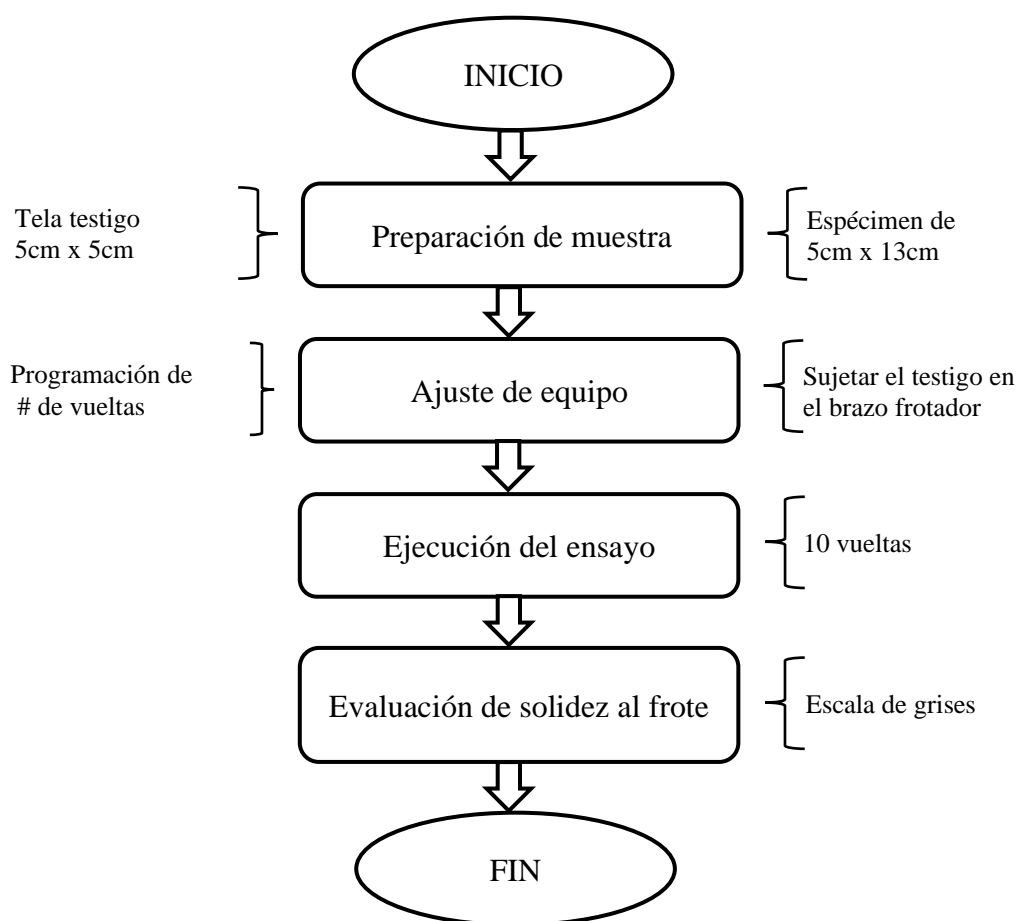 INICIO
Tela testigo
5cm x 5cm
Preparación de muestra
Espécimen de
5cm x 13cm
Programación de
# de vueltas
Ajuste de equipo
Sujetar el testigo en
el brazo frotador
Ejecución del ensayo
10 vueltas
Evaluación de solidez al frote
Escala de grises
FIN